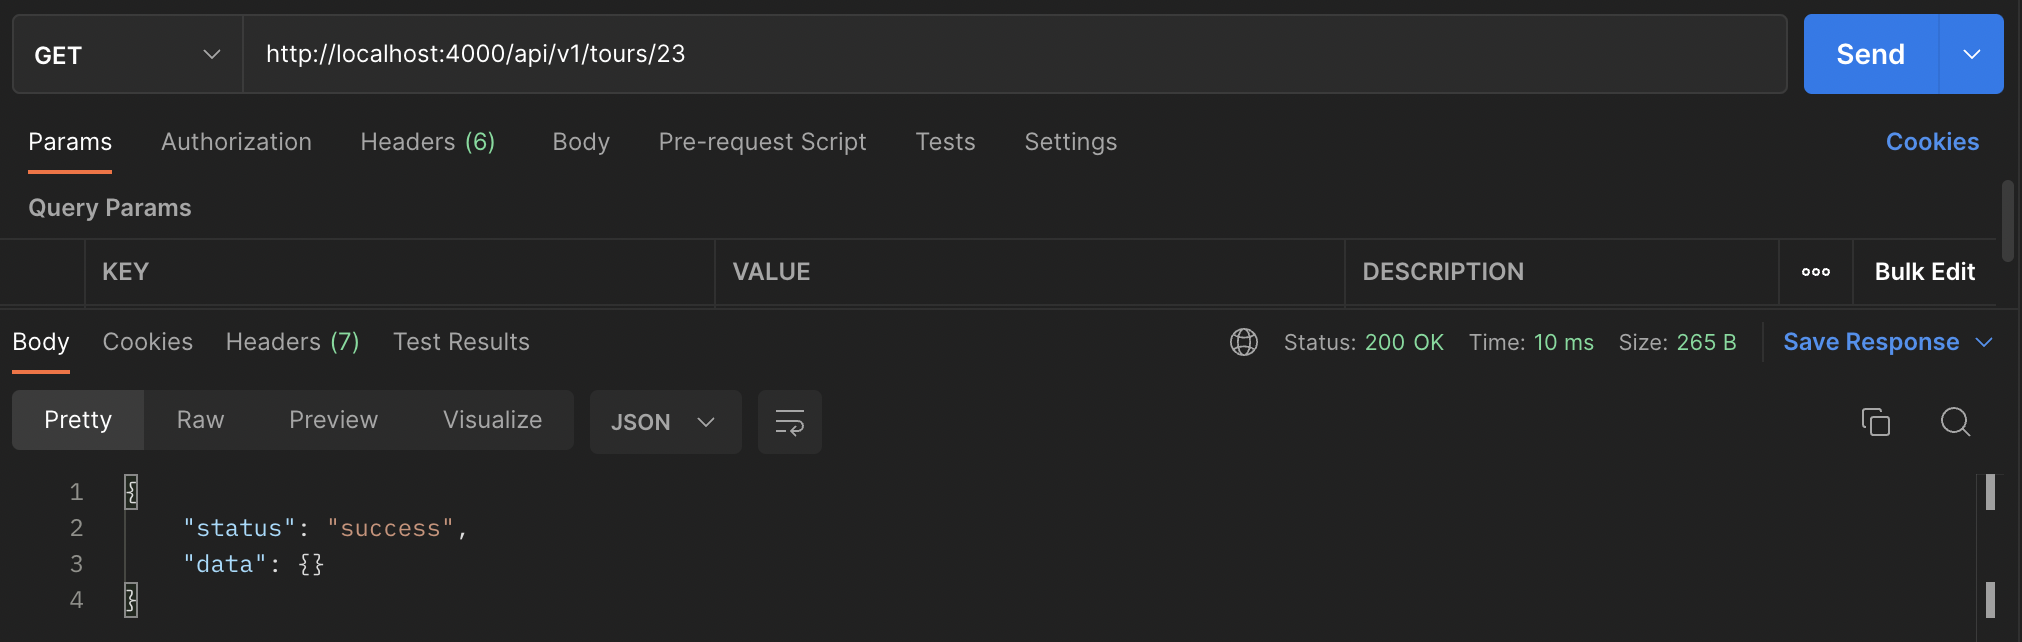 GET http://localhost:4000/api/v1/tours/23 Send
Params Authorization Headers (6) Body Pre-request Script Tests Settings Cookies
Query Params
KEY VALUE DESCRIPTION ooo Bulk Edit
Body Cookies Headers (7) Test Results Status: 200 OK Time: 10 ms Size: 265 B Save Response
Pretty Raw Preview Visualize JSON
1 {
2 "status": "success",
3 "data": {}
4 }